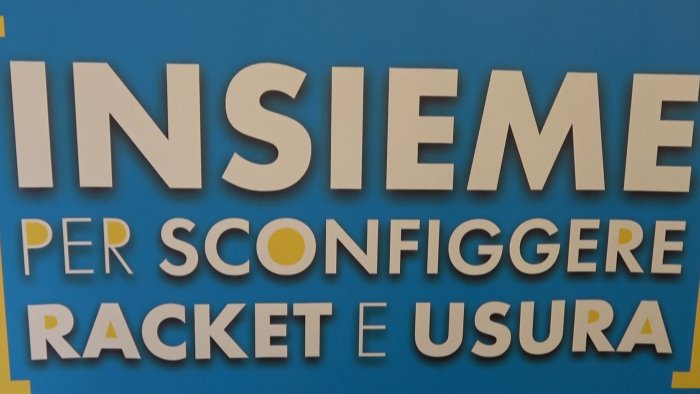 INSIEME
PER SCONFIGGERE
RACKET E USURA